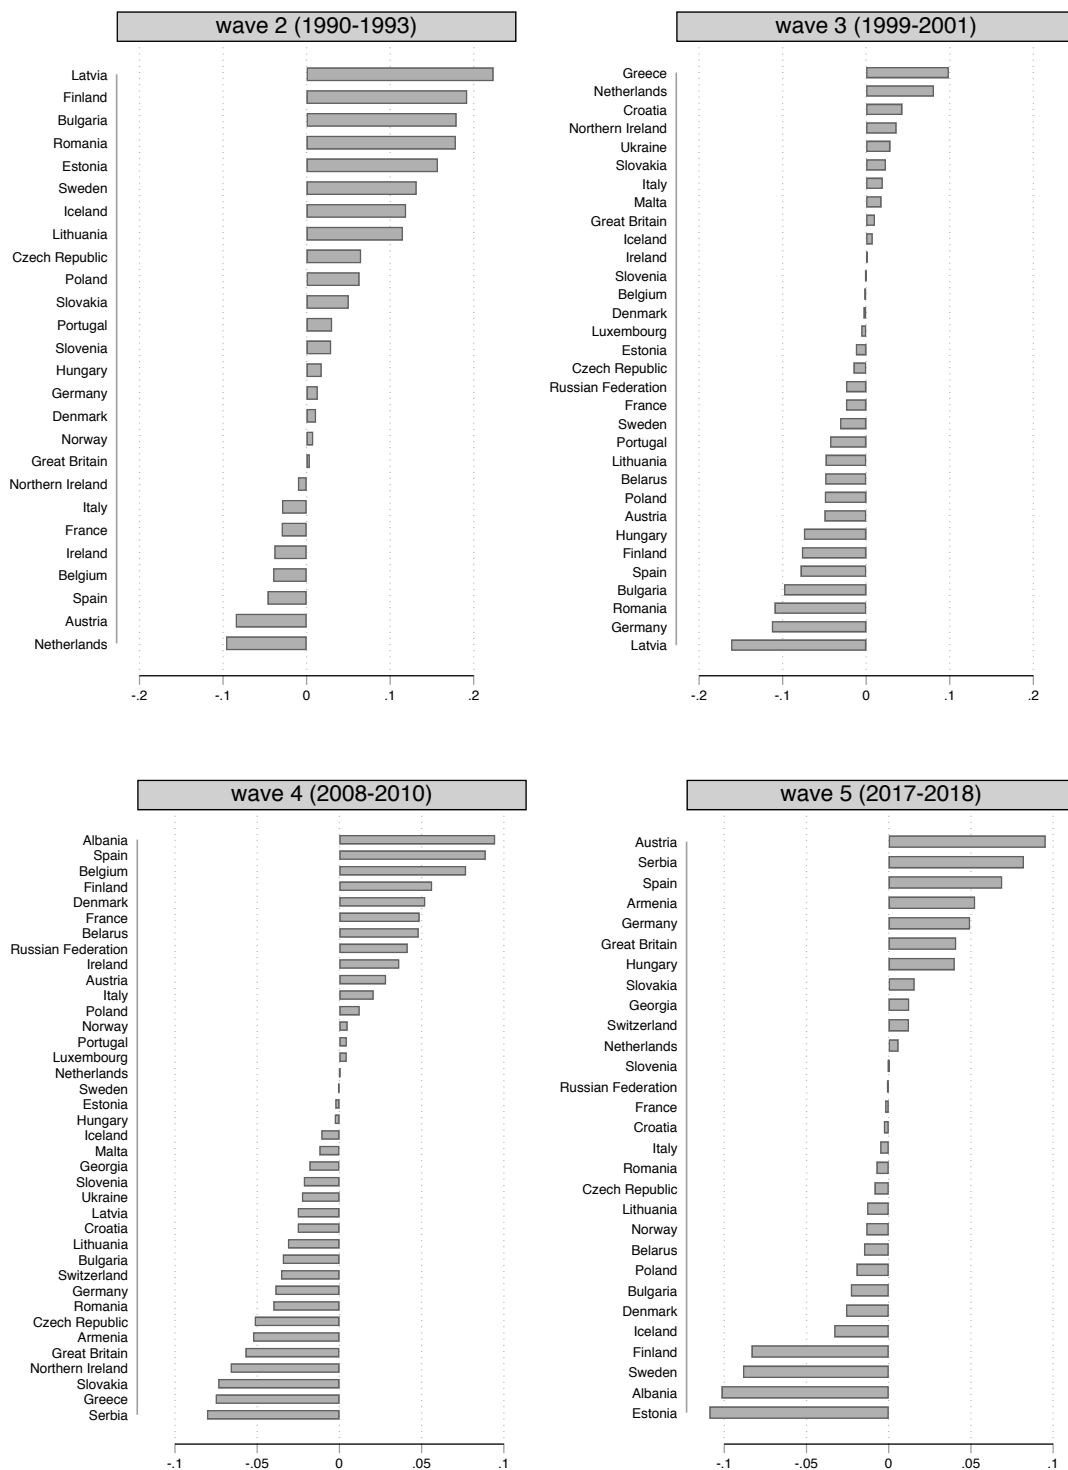 wave 2 (1990-1993)
Latvia
Finland
Bulgaria
Romania
Estonia
Sweden
Iceland
Lithuania
Czech Republic
Poland
Slovakia
Portugal
Slovenia
Hungary
Germany
Denmark
Norway
Great Britain
Northern Ireland
Italy
France
Ireland
Belgium
Spain
Austria
Netherlands
-.2 -.1 0 .1 .2
wave 3 (1999-2001)
Greece
Netherlands
Croatia
Northern Ireland
Ukraine
Slovakia
Italy
Malta
Great Britain
Iceland
Ireland
Slovenia
Belgium
Denmark
Luxembourg
Estonia
Czech Republic
Russian Federation
France
Sweden
Portugal
Lithuania
Belarus
Poland
Austria
Hungary
Finland
Spain
Bulgaria
Romania
Germany
Latvia
-.2 -.1 0 .1 .2
wave 4 (2008-2010)
Albania
Spain
Belgium
Finland
Denmark
France
Belarus
Russian Federation
Ireland
Austria
Italy
Poland
Norway
Portugal
Luxembourg
Netherlands
Sweden
Estonia
Hungary
Iceland
Malta
Georgia
Slovenia
Ukraine
Latvia
Croatia
Lithuania
Bulgaria
Switzerland
Germany
Romania
Czech Republic
Armenia
Great Britain
Northern Ireland
Slovakia
Greece
Serbia
-.1 -.05 0 .05 .1
wave 5 (2017-2018)
Austria
Serbia
Spain
Armenia
Germany
Great Britain
Hungary
Slovakia
Georgia
Switzerland
Netherlands
Slovenia
Russian Federation
France
Croatia
Italy
Romania
Czech Republic
Lithuania
Norway
Belarus
Poland
Bulgaria
Denmark
Iceland
Finland
Sweden
Albania
Estonia
-.1 -.05 0 .05 .1